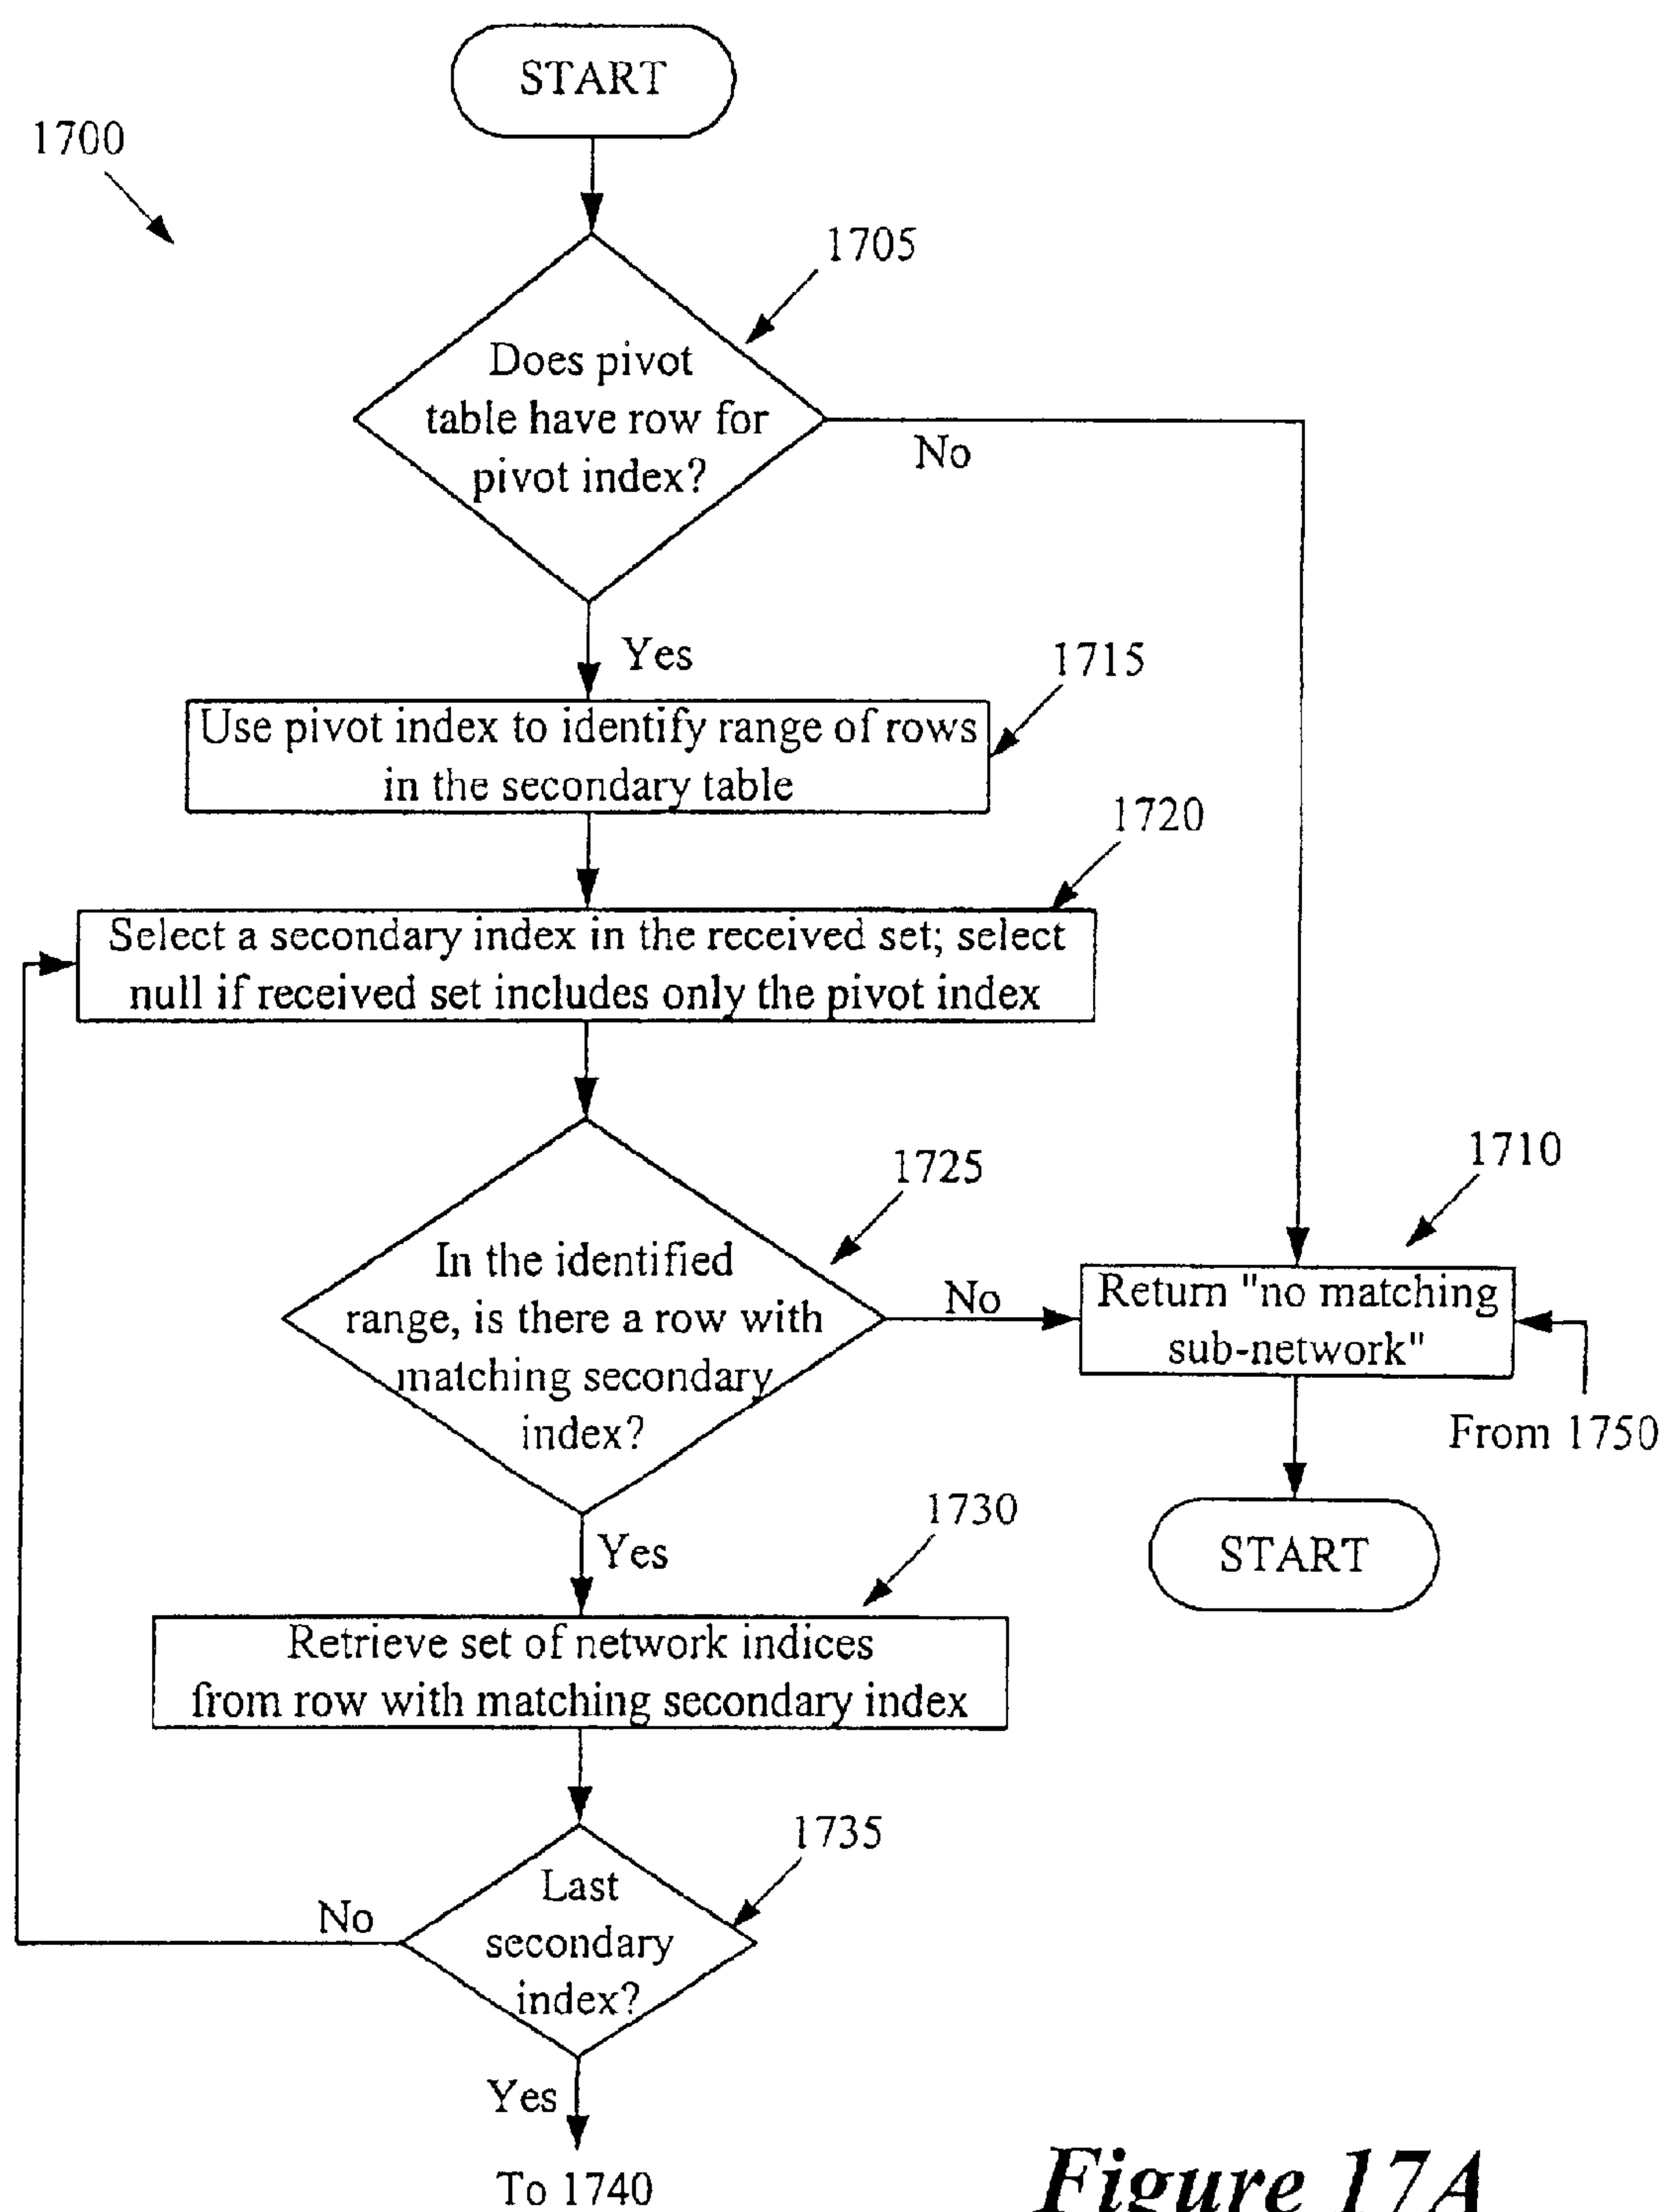 START
1700
1705
Does pivot
table have row for
pivot index?
No
Yes
1715
Use pivot index to identify range of rows
in the secondary table
1720
Select a secondary index in the received set; select
null if received set includes only the pivot index
1725
In the identified
range, is there a row with
matching secondary
index?
No
1710
Return "no matching
sub-network"
From 1750
START
Yes
1730
Retrieve set of network indices
from row with matching secondary index
1735
Last
secondary
index?
No
Yes
To 1740
Figure 17A